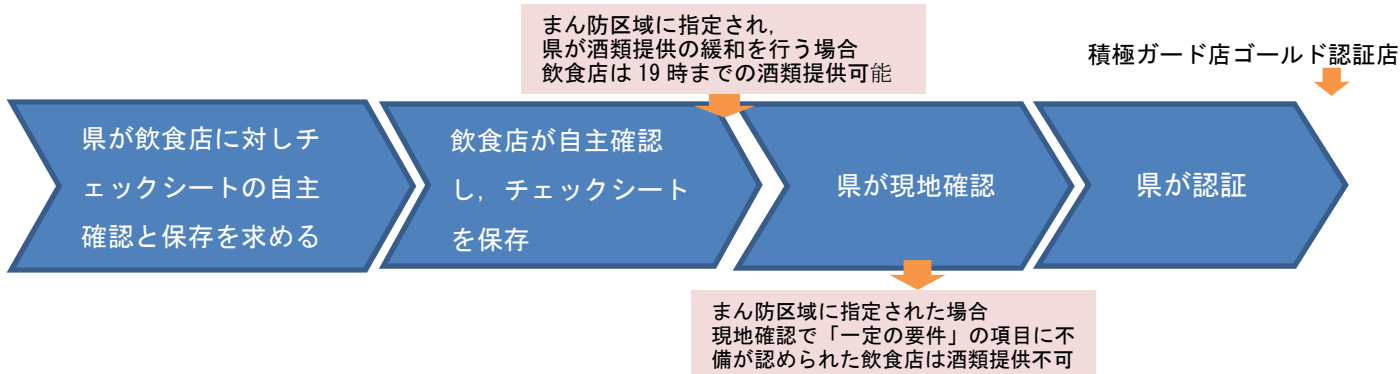 まん防区域に指定され,
県が酒類提供の緩和を行う場合
飲食店は 19 時までの酒類提供可能
積極ガード店ゴールド認証店
県が飲食店に対しチ
ェックシートの自主
確認と保存を求める
飲食店が自主確認
し, チェックシート
を保存
県が現地確認
県が認証
まん防区域に指定された場合
現地確認で「一定の要件」の項目に不
備が認められた飲食店は酒類提供不可